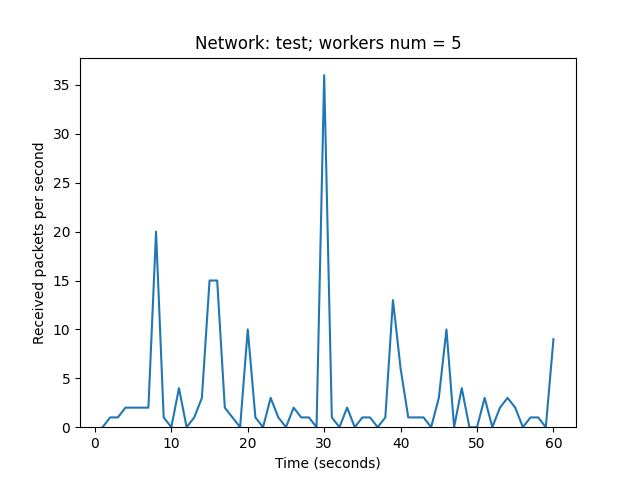 Network: test; workers num = 5
Received packets per second
35
30
25
20
15
10
5
0
0 10 20 30 40 50 60
Time (seconds)